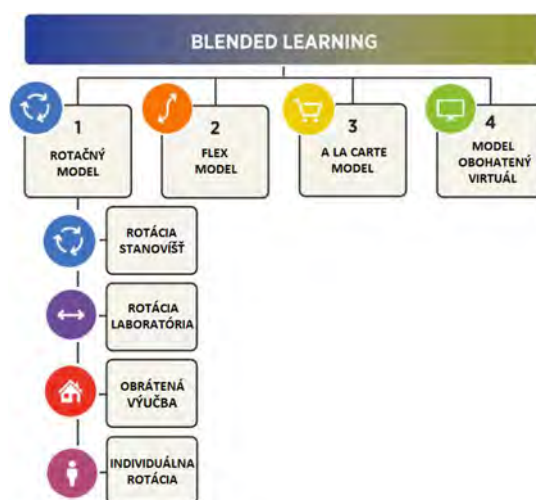 BLENDED LEARNING
1
ROTAČNÝ
MODEL
2
FLEX
MODEL
3
A LA CARTE
MODEL
4
MODEL
OBOHATENÝ
VIRTUÁL
ROTÁCIA
STANOVÍŠŤ
ROTÁCIA
LABORATÓRIA
OBRÁTENÁ
VÝUČBA
INDIVIDUÁLNA
ROTÁCIA